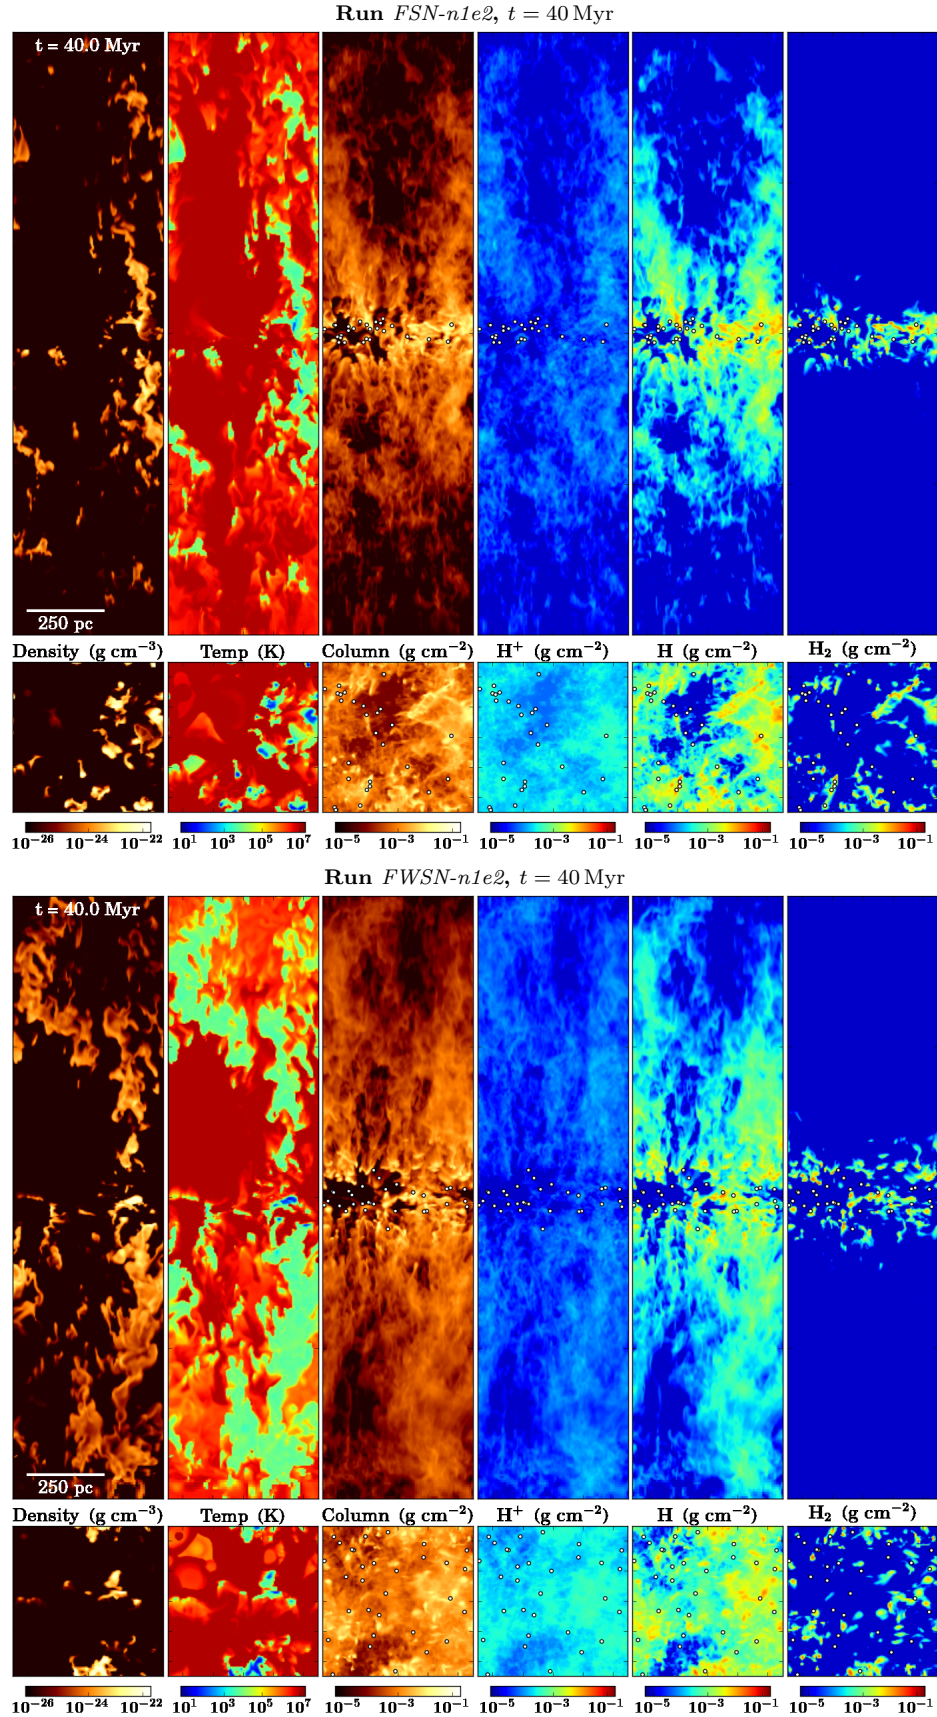 Run FSN-n1e2, t = 40 Myr
t = 40.0 Myr
250 pc
Density (g cm⁻³) Temp (K) Column (g cm⁻²) H⁺ (g cm⁻²) H (g cm⁻²) H₂ (g cm⁻²)
10⁻²⁶ 10⁻²⁴ 10⁻²² 10¹ 10³ 10⁵ 10⁷ 10⁻⁵ 10⁻³ 10⁻¹ 10⁻⁵ 10⁻³ 10⁻¹ 10⁻⁵ 10⁻³ 10⁻¹ 10⁻⁵ 10⁻³ 10⁻¹
Run FWSN-n1e2, t = 40 Myr
t = 40.0 Myr
250 pc
Density (g cm⁻³) Temp (K) Column (g cm⁻²) H⁺ (g cm⁻²) H (g cm⁻²) H₂ (g cm⁻²)
10⁻²⁶ 10⁻²⁴ 10⁻²² 10¹ 10³ 10⁵ 10⁷ 10⁻⁵ 10⁻³ 10⁻¹ 10⁻⁵ 10⁻³ 10⁻¹ 10⁻⁵ 10⁻³ 10⁻¹ 10⁻⁵ 10⁻³ 10⁻¹